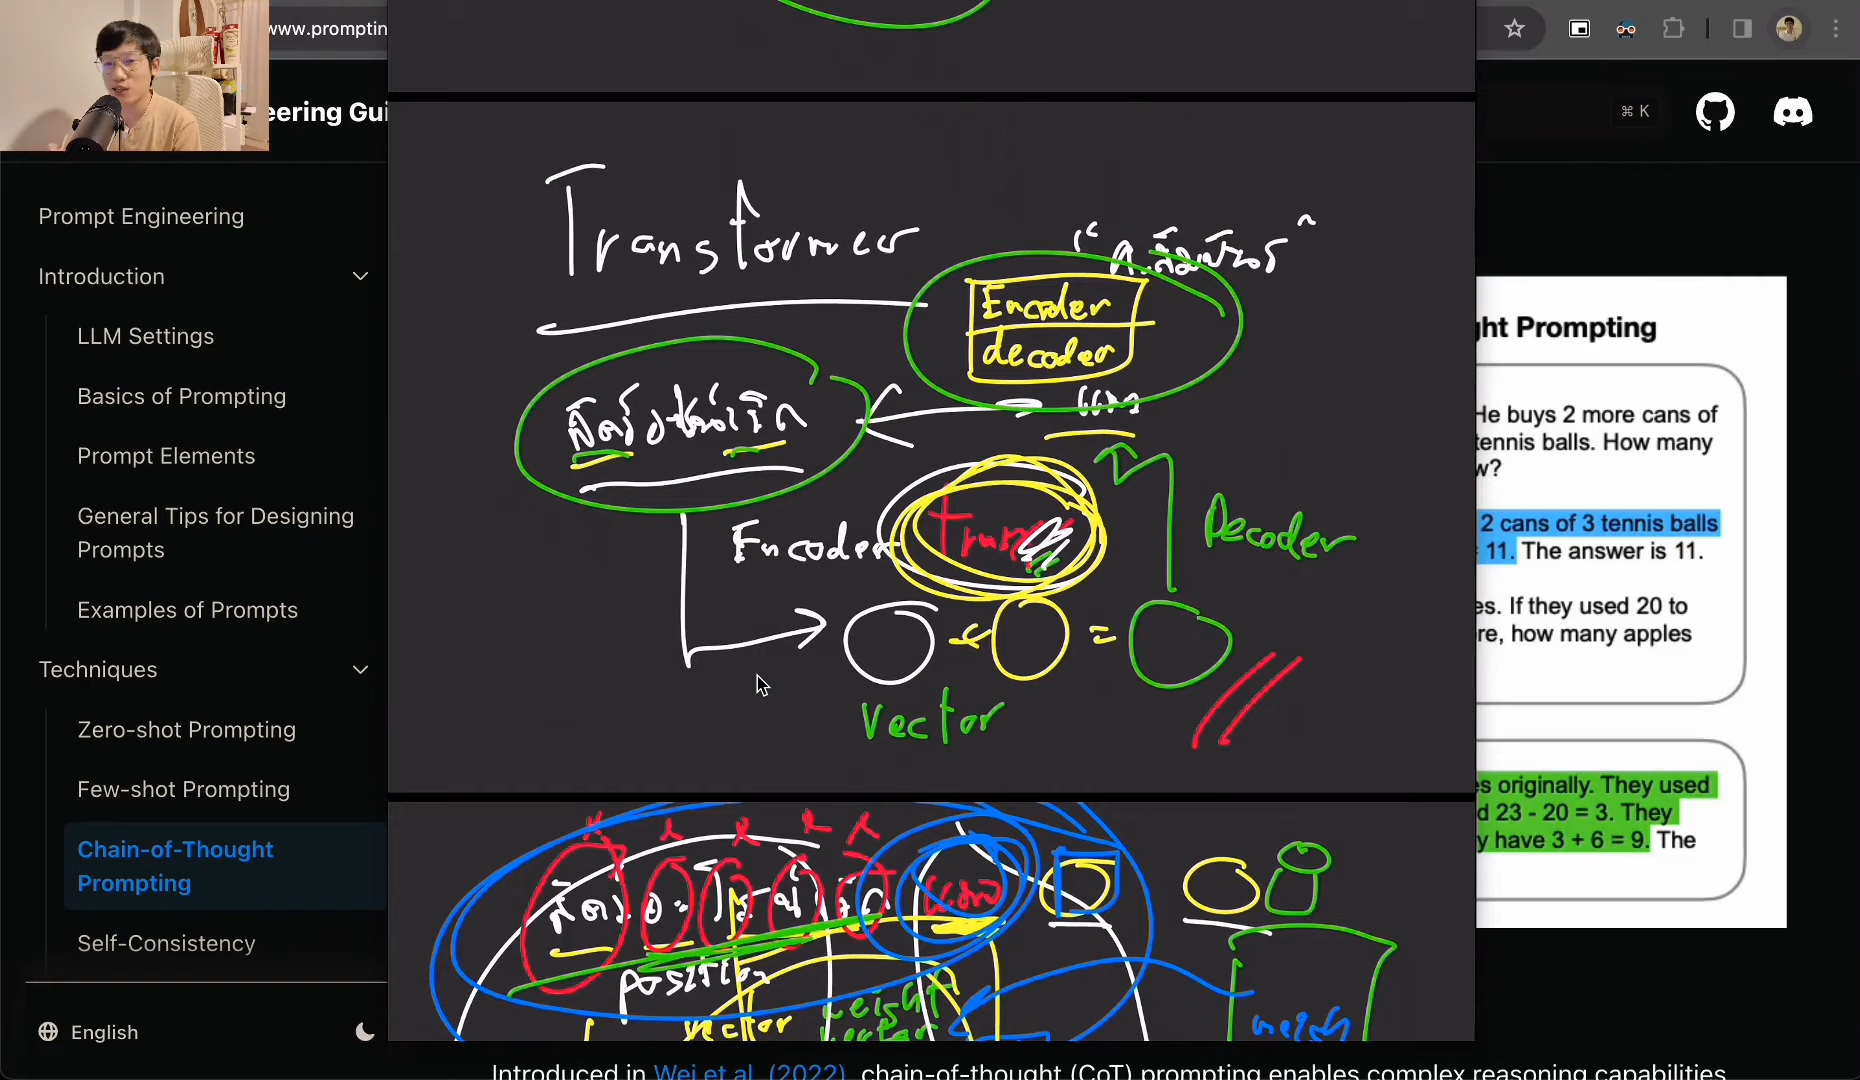 www.promptin
eering Gui
⌘ K
Prompt Engineering
Introduction
LLM Settings
Basics of Prompting
Prompt Elements
General Tips for Designing
Prompts
Examples of Prompts
Techniques
Zero-shot Prompting
Few-shot Prompting
Chain-of-Thought
Prompting
Self-Consistency
English
Transformer
Encoder
decoder
Encoder
Decoder
vector
position
vector
weight
vector
weigh
ght Prompting
He buys 2 more cans of
tennis balls. How many
w?
2 cans of 3 tennis balls
= 11. The answer is 11.
es. If they used 20 to
re, how many apples
s originally. They used
d 23 - 20 = 3. They
y have 3 + 6 = 9. The
Introduced in Wei et al. (2022), chain-of-thought (CoT) prompting enables complex reasoning capabilities